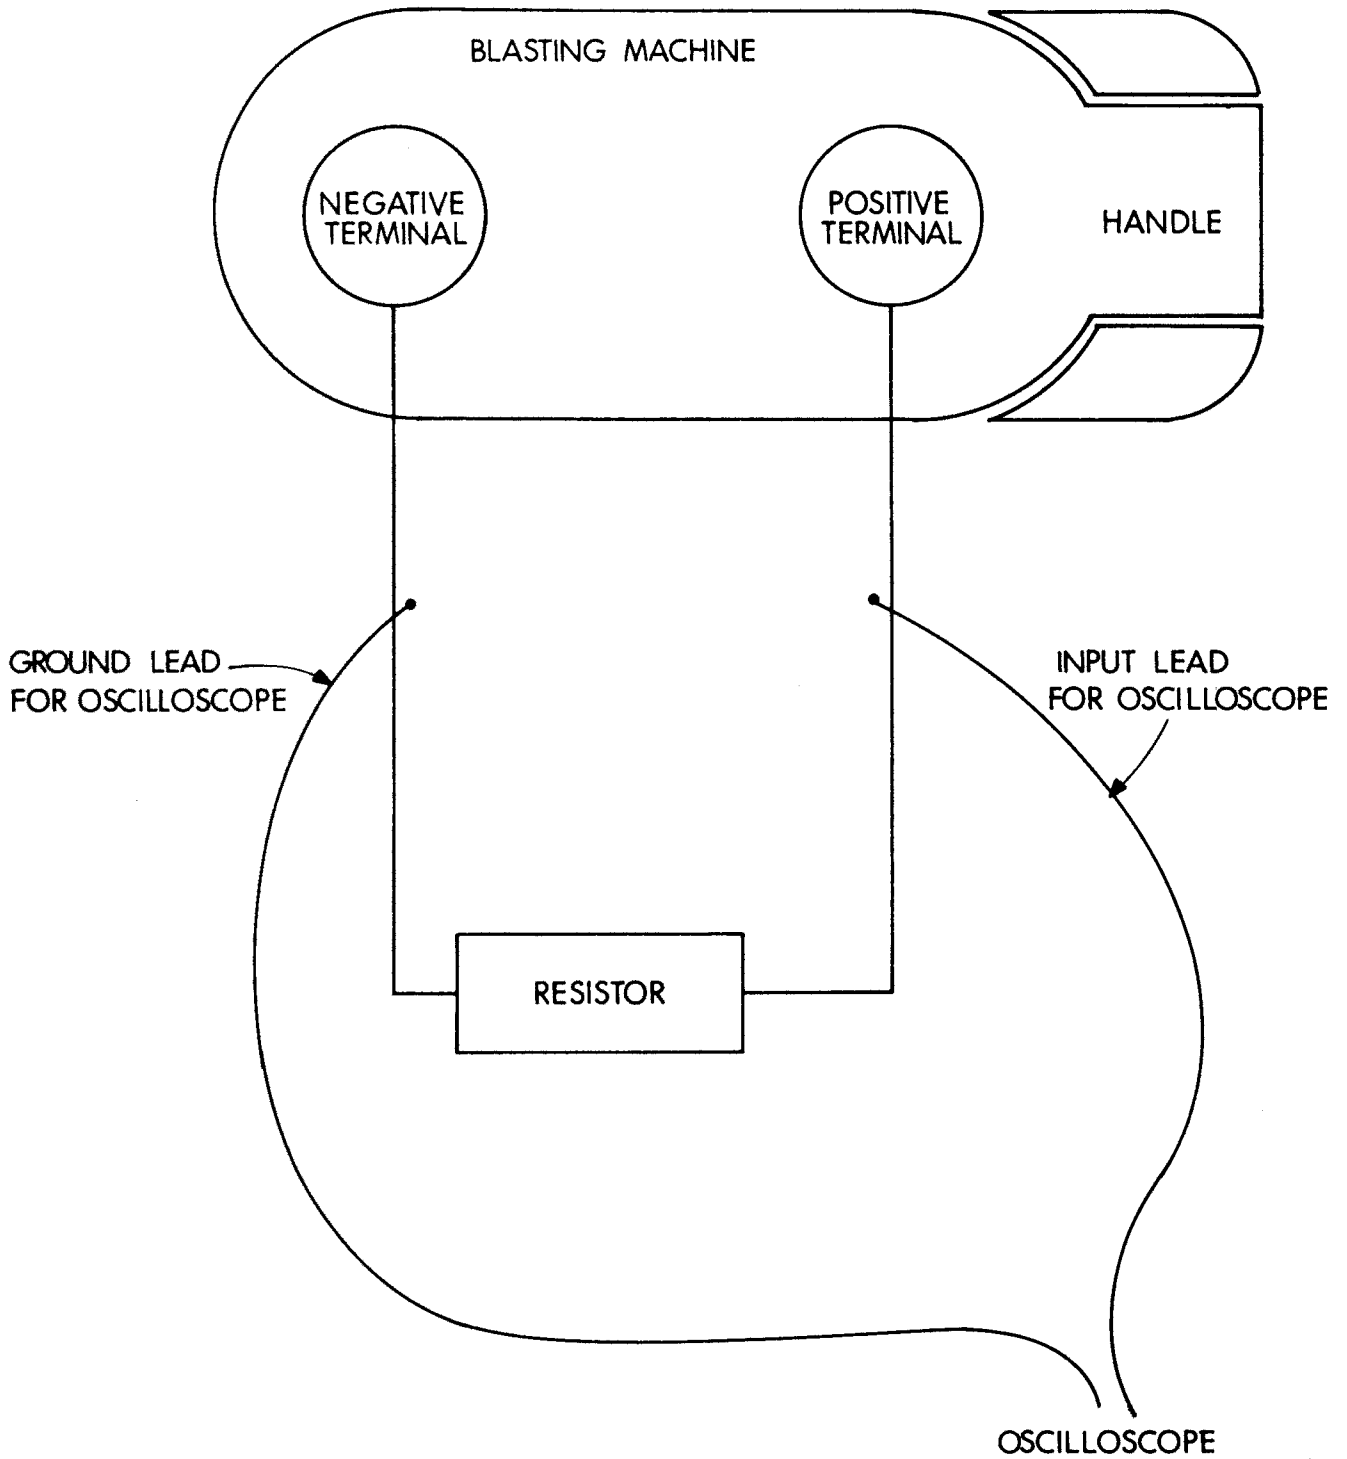 BLASTING MACHINE
NEGATIVE
TERMINAL
POSITIVE
TERMINAL
HANDLE
GROUND LEAD
FOR OSCILLOSCOPE
INPUT LEAD
FOR OSCILLOSCOPE
RESISTOR
OSCILLOSCOPE